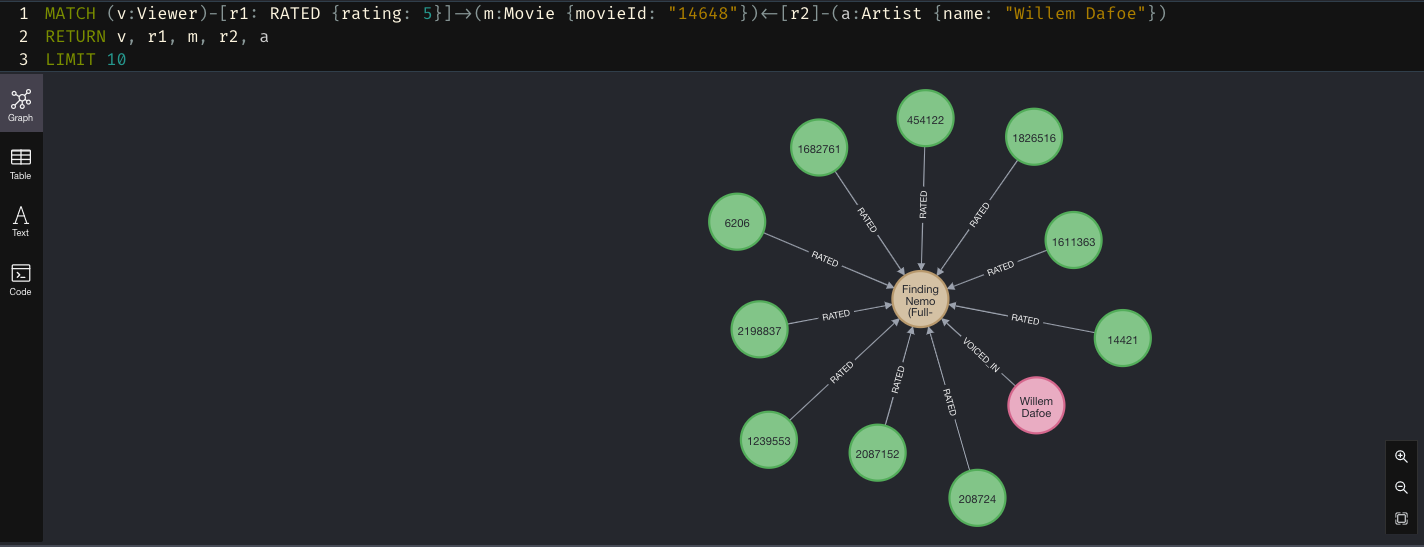 1 MATCH (v:Viewer)-[r1: RATED {rating: 5}]->(m:Movie {movieId: "14648"})<-[r2]-(a:Artist {name: "Willem Dafoe"})
2 RETURN v, r1, m, r2, a
3 LIMIT 10
Graph
Table
Text
Code
454122
1826516
1682761
RATED
RATED
RATED
6206
1611363
RATED
RATED
Finding
Nemo
(Full-
2198837
RATED
RATED
14421
VOICED_IN
RATED
RATED
RATED
Willem
Dafoe
1239553
2087152
208724